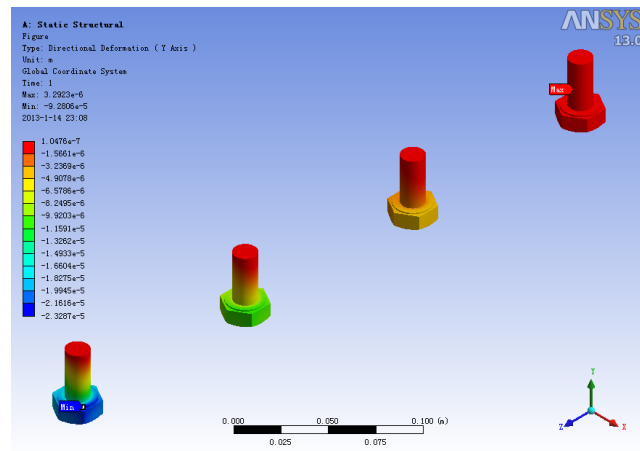 A: Static Structural
Figure
Type: Directional Deformation ( Y Axis )
Unit: m
Global Coordinate System
Time: 1
Max: 3.2923e-6
Min: -9.2806e-5
2013-1-14 23:08
ANSYS
13.0
1.0476e-7
-1.5661e-6
-3.2369e-6
-4.9078e-6
-6.5786e-6
-8.2495e-6
-9.9203e-6
-1.1591e-5
-1.3262e-5
-1.4933e-5
-1.6604e-5
-1.8275e-5
-1.9945e-5
-2.1616e-5
-2.3287e-5
Max
Min
0.000 0.050 0.100 (m)
0.025 0.075
Y
Z X